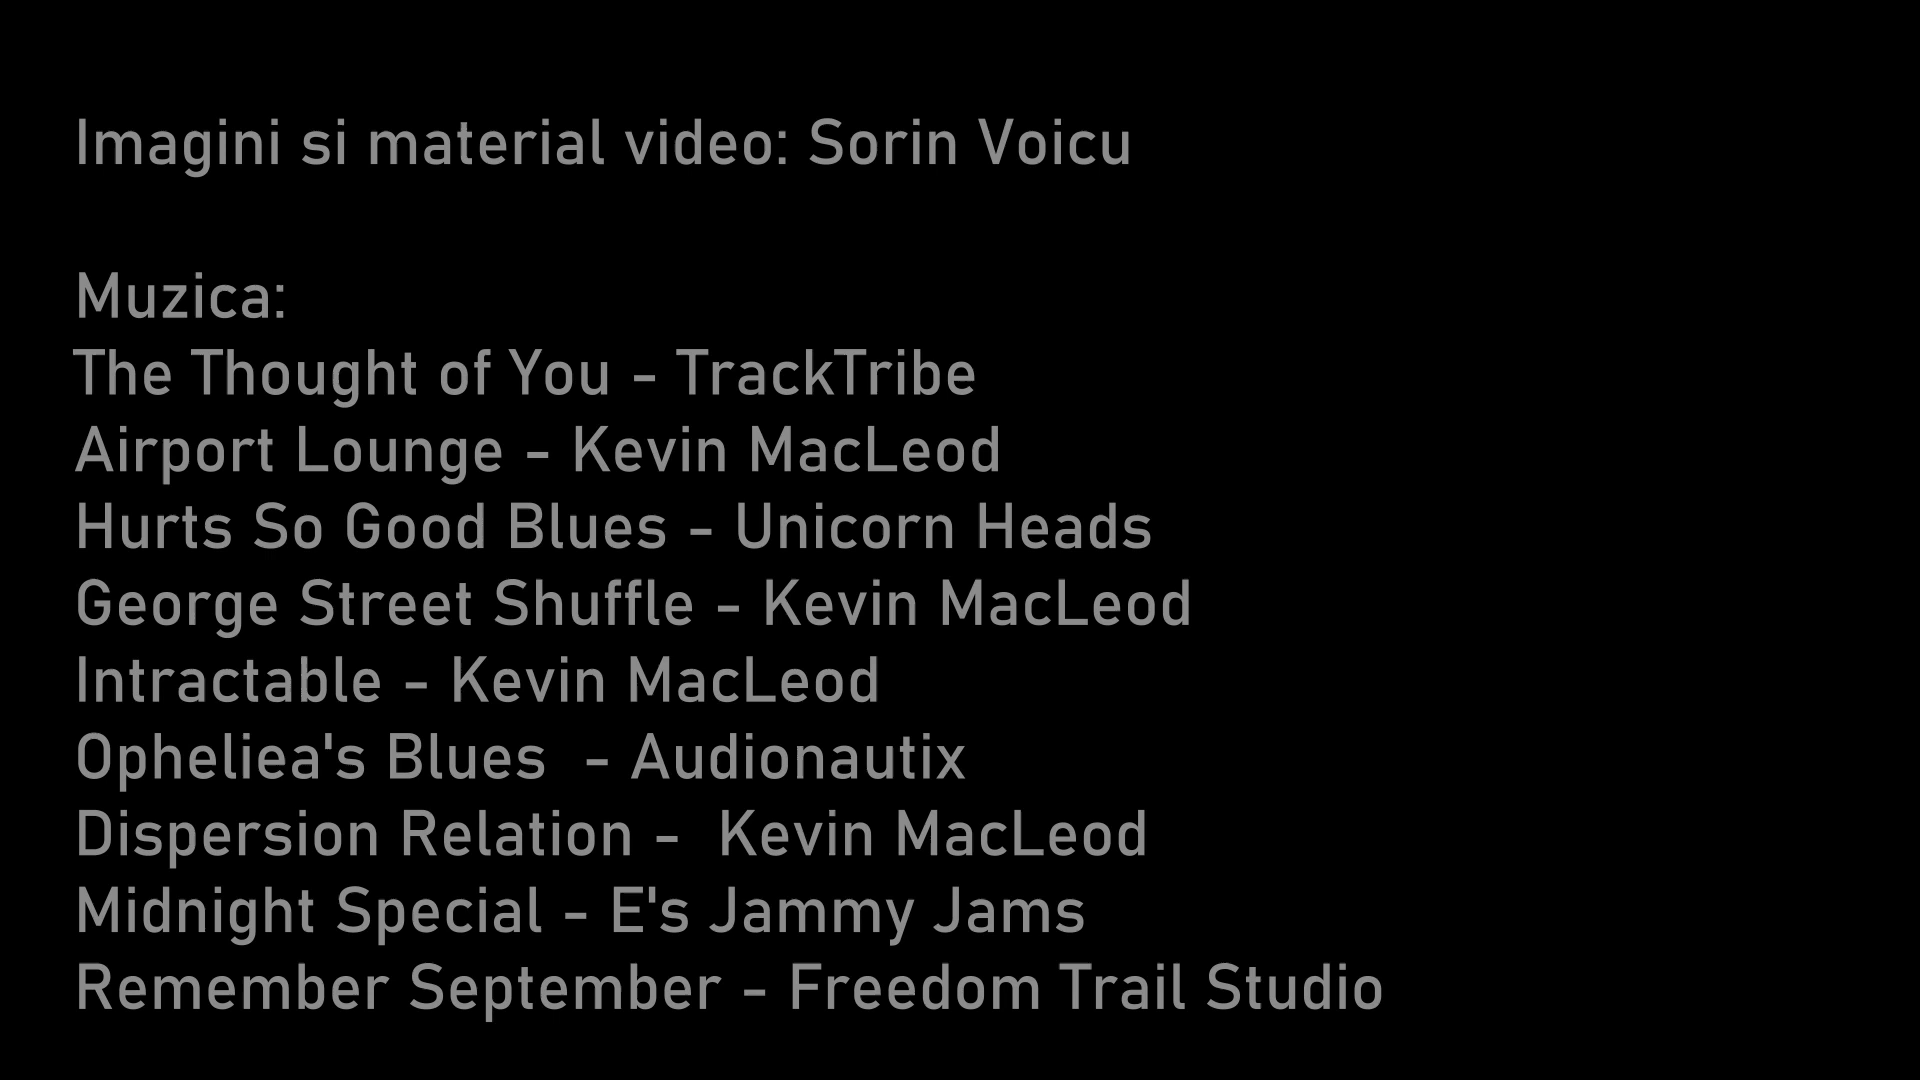 Imagini si material video: Sorin Voicu
Muzica:
The Thought of You - TrackTribe
Airport Lounge - Kevin MacLeod
Hurts So Good Blues - Unicorn Heads
George Street Shuffle - Kevin MacLeod
Intractable - Kevin MacLeod
Opheliea's Blues  - Audionautix
Dispersion Relation -  Kevin MacLeod
Midnight Special - E's Jammy Jams
Remember September - Freedom Trail Studio